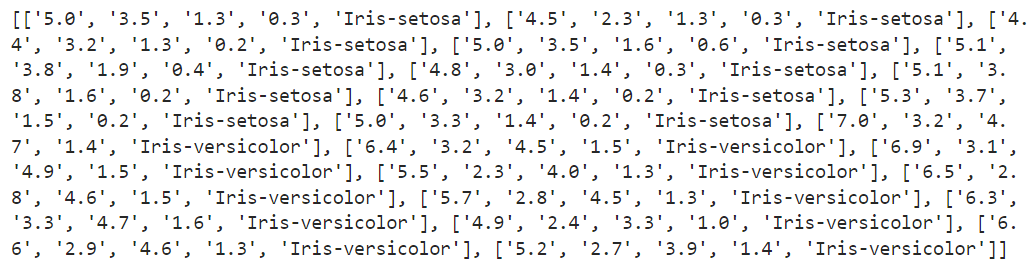 [['5.0', '3.5', '1.3', '0.3', 'Iris-setosa'], ['4.5', '2.3', '1.3', '0.3', 'Iris-setosa'], ['4.
4', '3.2', '1.3', '0.2', 'Iris-setosa'], ['5.0', '3.5', '1.6', '0.6', 'Iris-setosa'], ['5.1',
'3.8', '1.9', '0.4', 'Iris-setosa'], ['4.8', '3.0', '1.4', '0.3', 'Iris-setosa'], ['5.1', '3.
8', '1.6', '0.2', 'Iris-setosa'], ['4.6', '3.2', '1.4', '0.2', 'Iris-setosa'], ['5.3', '3.7',
'1.5', '0.2', 'Iris-setosa'], ['5.0', '3.3', '1.4', '0.2', 'Iris-setosa'], ['7.0', '3.2', '4.
7', '1.4', 'Iris-versicolor'], ['6.4', '3.2', '4.5', '1.5', 'Iris-versicolor'], ['6.9', '3.1',
'4.9', '1.5', 'Iris-versicolor'], ['5.5', '2.3', '4.0', '1.3', 'Iris-versicolor'], ['6.5', '2.
8', '4.6', '1.5', 'Iris-versicolor'], ['5.7', '2.8', '4.5', '1.3', 'Iris-versicolor'], ['6.3',
'3.3', '4.7', '1.6', 'Iris-versicolor'], ['4.9', '2.4', '3.3', '1.0', 'Iris-versicolor'], ['6.
6', '2.9', '4.6', '1.3', 'Iris-versicolor'], ['5.2', '2.7', '3.9', '1.4', 'Iris-versicolor']]